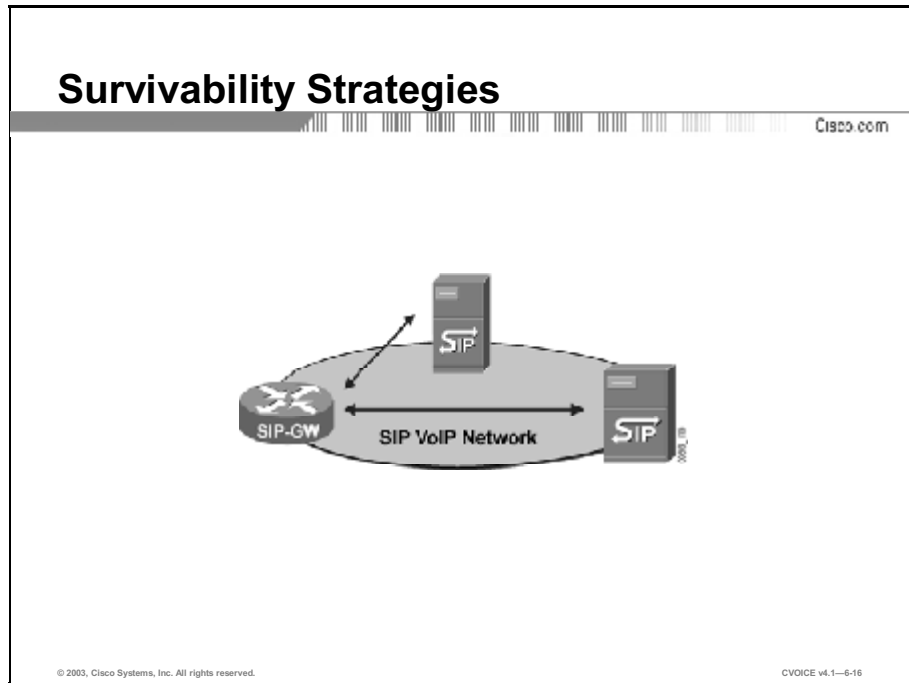 Survivability Strategies
Cisco.com
SIP
SIP-GW
SIP VoIP Network
SIP
© 2003, Cisco Systems, Inc. All rights reserved.
CVOICE v4.1—6-16